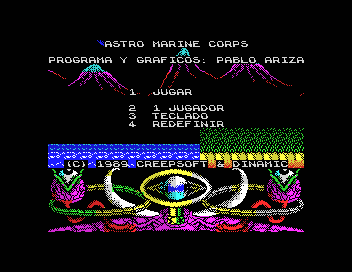 ASTRO MARINE CORPS
PROGRAMA Y GRAFICOS: PABLO ARIZA
1 JUGAR
2 1 JUGADOR
3 TECLADO
4 REDEFINIR
(C) 1989 CREEPSOFT & DINAMIC